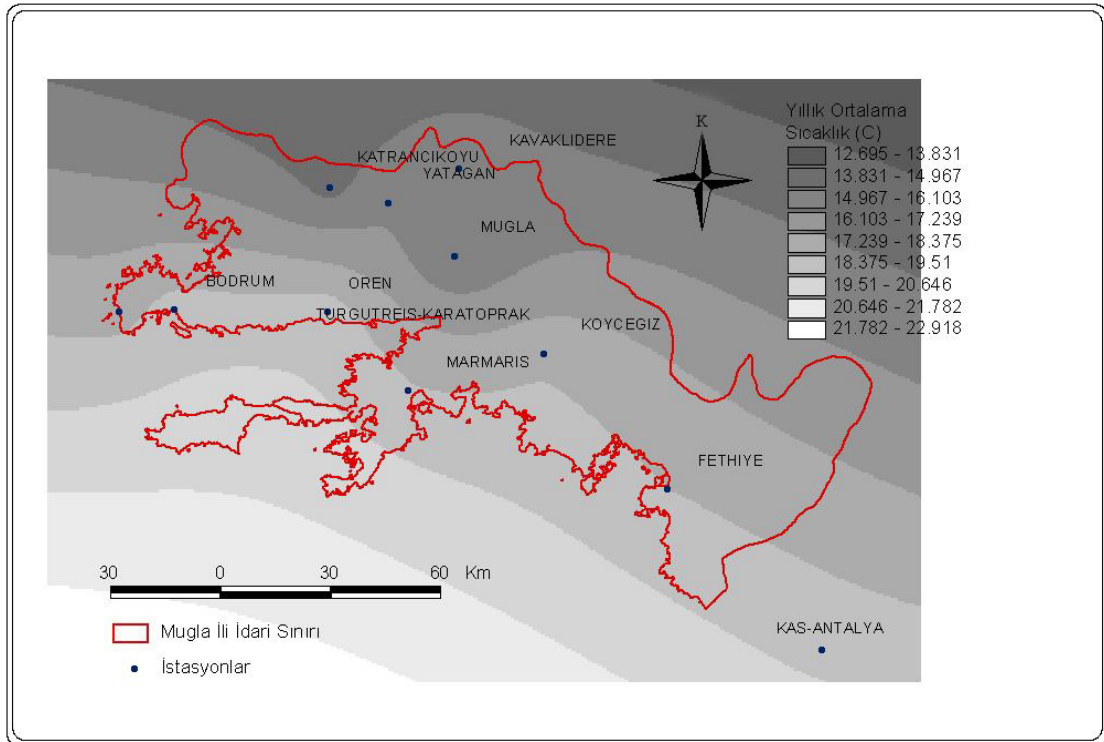 K
KAVAKLIDERE
KATRANCIKOYU
YATAGAN
MUGLA
BODRUM
OREN
TURGUTREIS-KARATOPRAK
KOYCEGIZ
MARMARIS
FETHIYE
KAS-ANTALYA
Yıllık Ortalama
Sıcaklık (C)
12.695 - 13.831
13.831 - 14.967
14.967 - 16.103
16.103 - 17.239
17.239 - 18.375
18.375 - 19.51
19.51 - 20.646
20.646 - 21.782
21.782 - 22.918
30 0 30 60 Km
Mugla İli İdari Sınırı
İstasyonlar